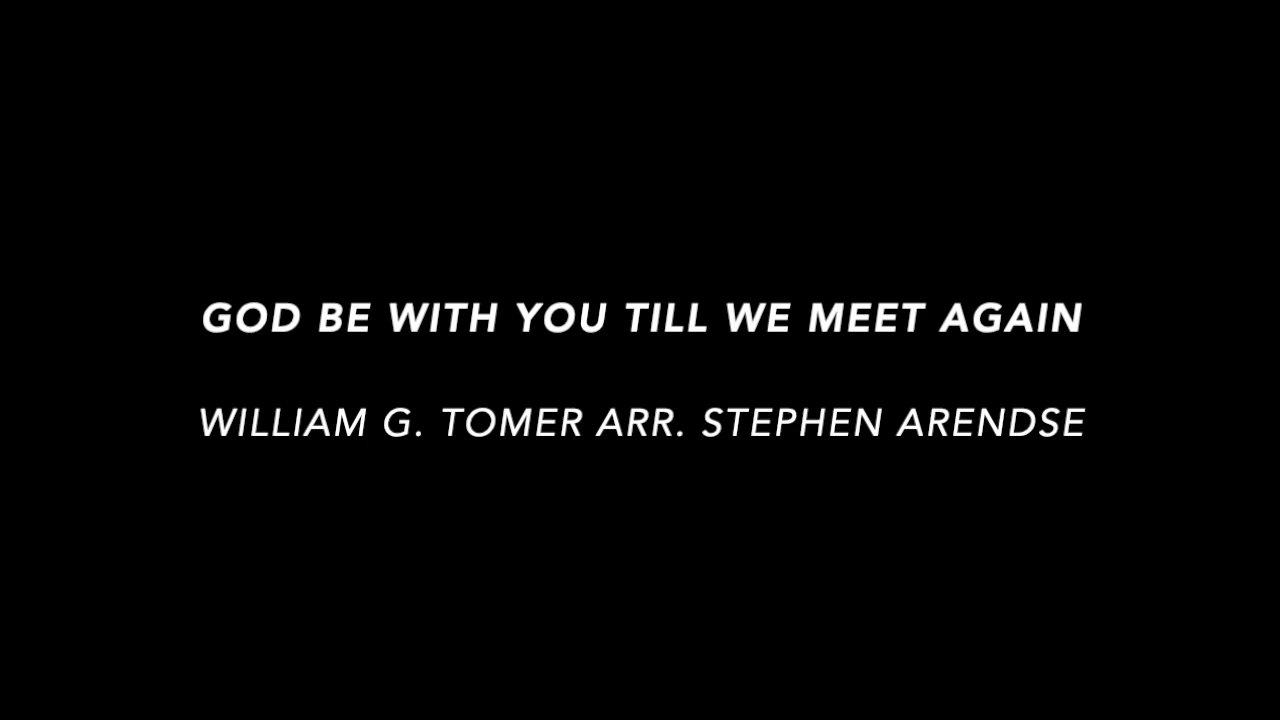 GOD BE WITH YOU TILL WE MEET AGAIN
WILLIAM G. TOMER ARR. STEPHEN ARENDSE